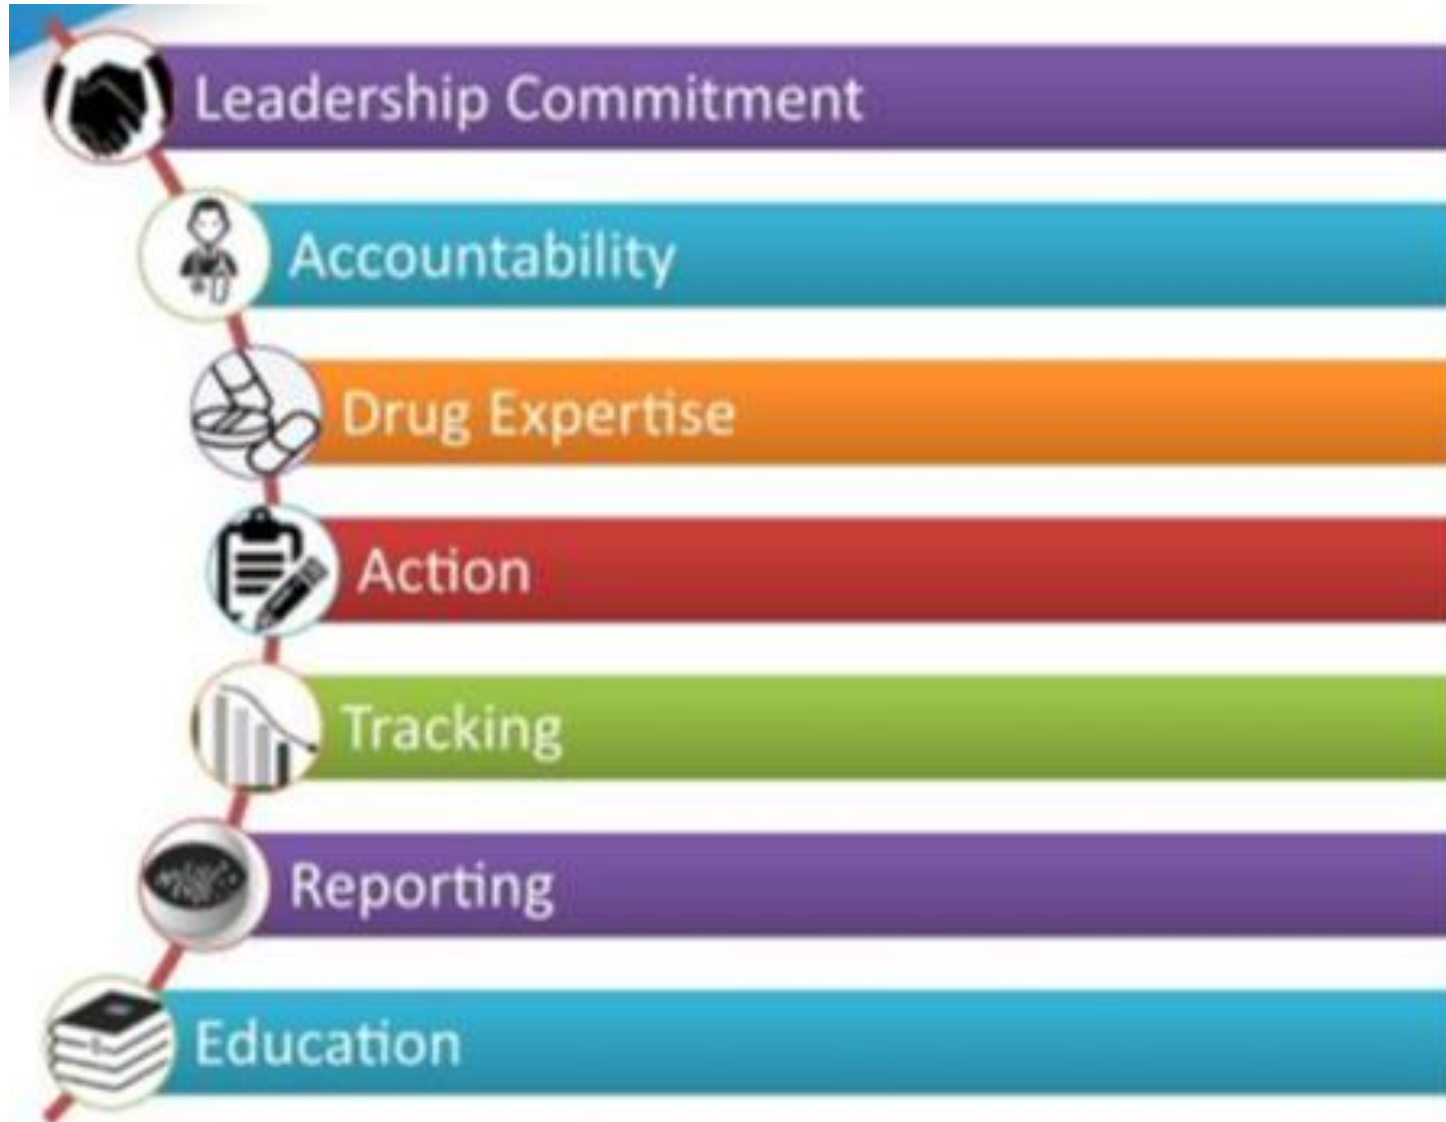 Leadership Commitment
Accountability
Drug Expertise
Action
Tracking
Reporting
Education